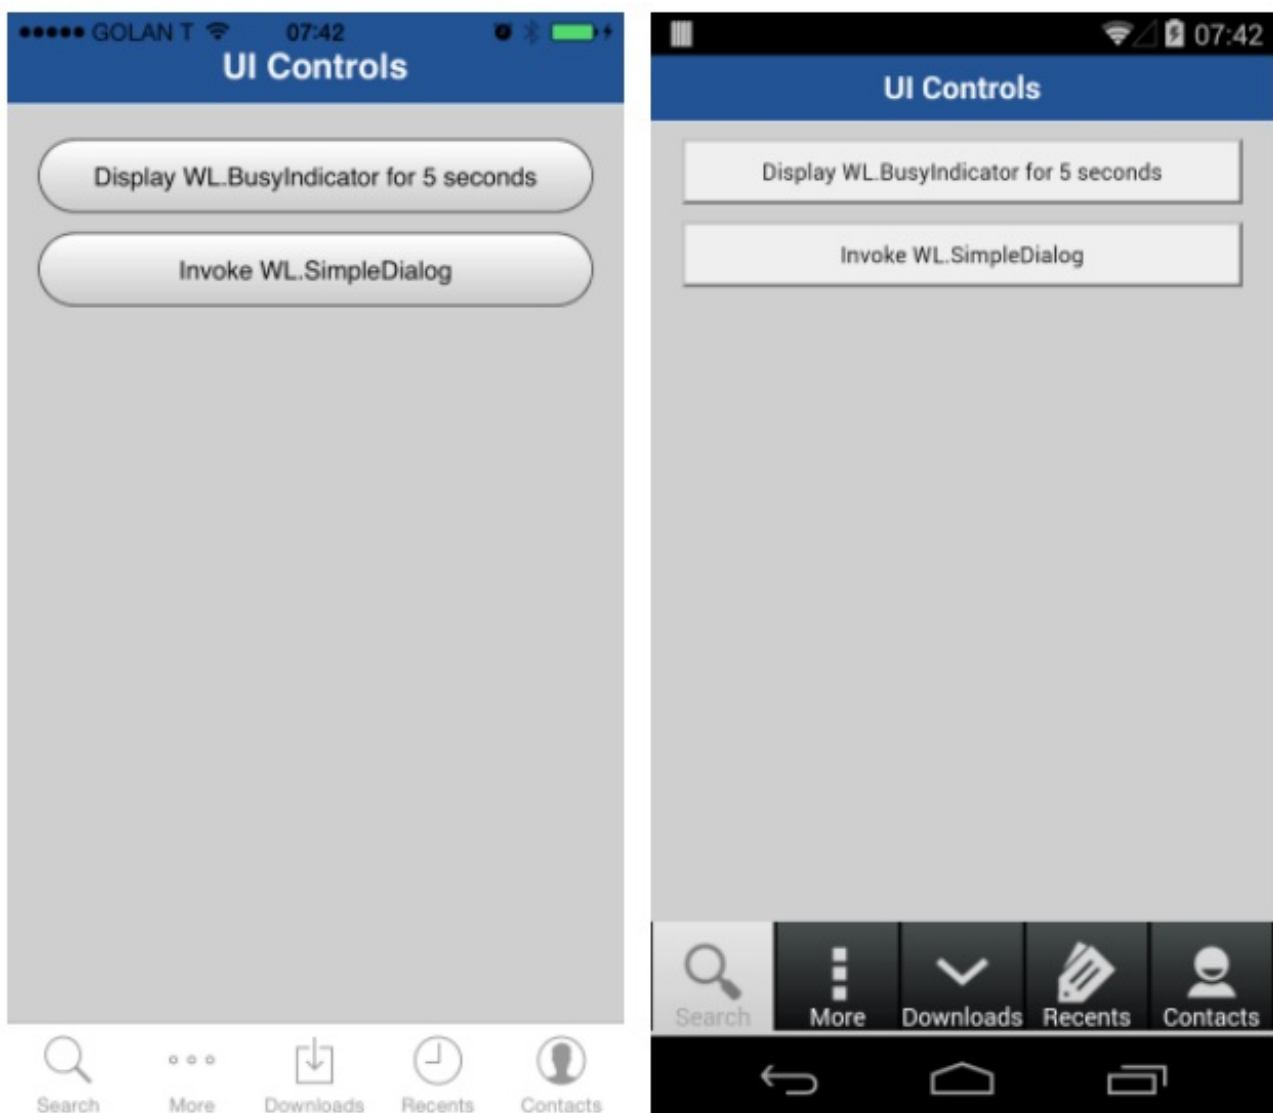 GOLAN T 07:42
UI Controls
Display WL.BusyIndicator for 5 seconds
Invoke WL.SimpleDialog
Search More Downloads Recents Contacts
07:42
UI Controls
Display WL.BusyIndicator for 5 seconds
Invoke WL.SimpleDialog
Search More Downloads Recents Contacts